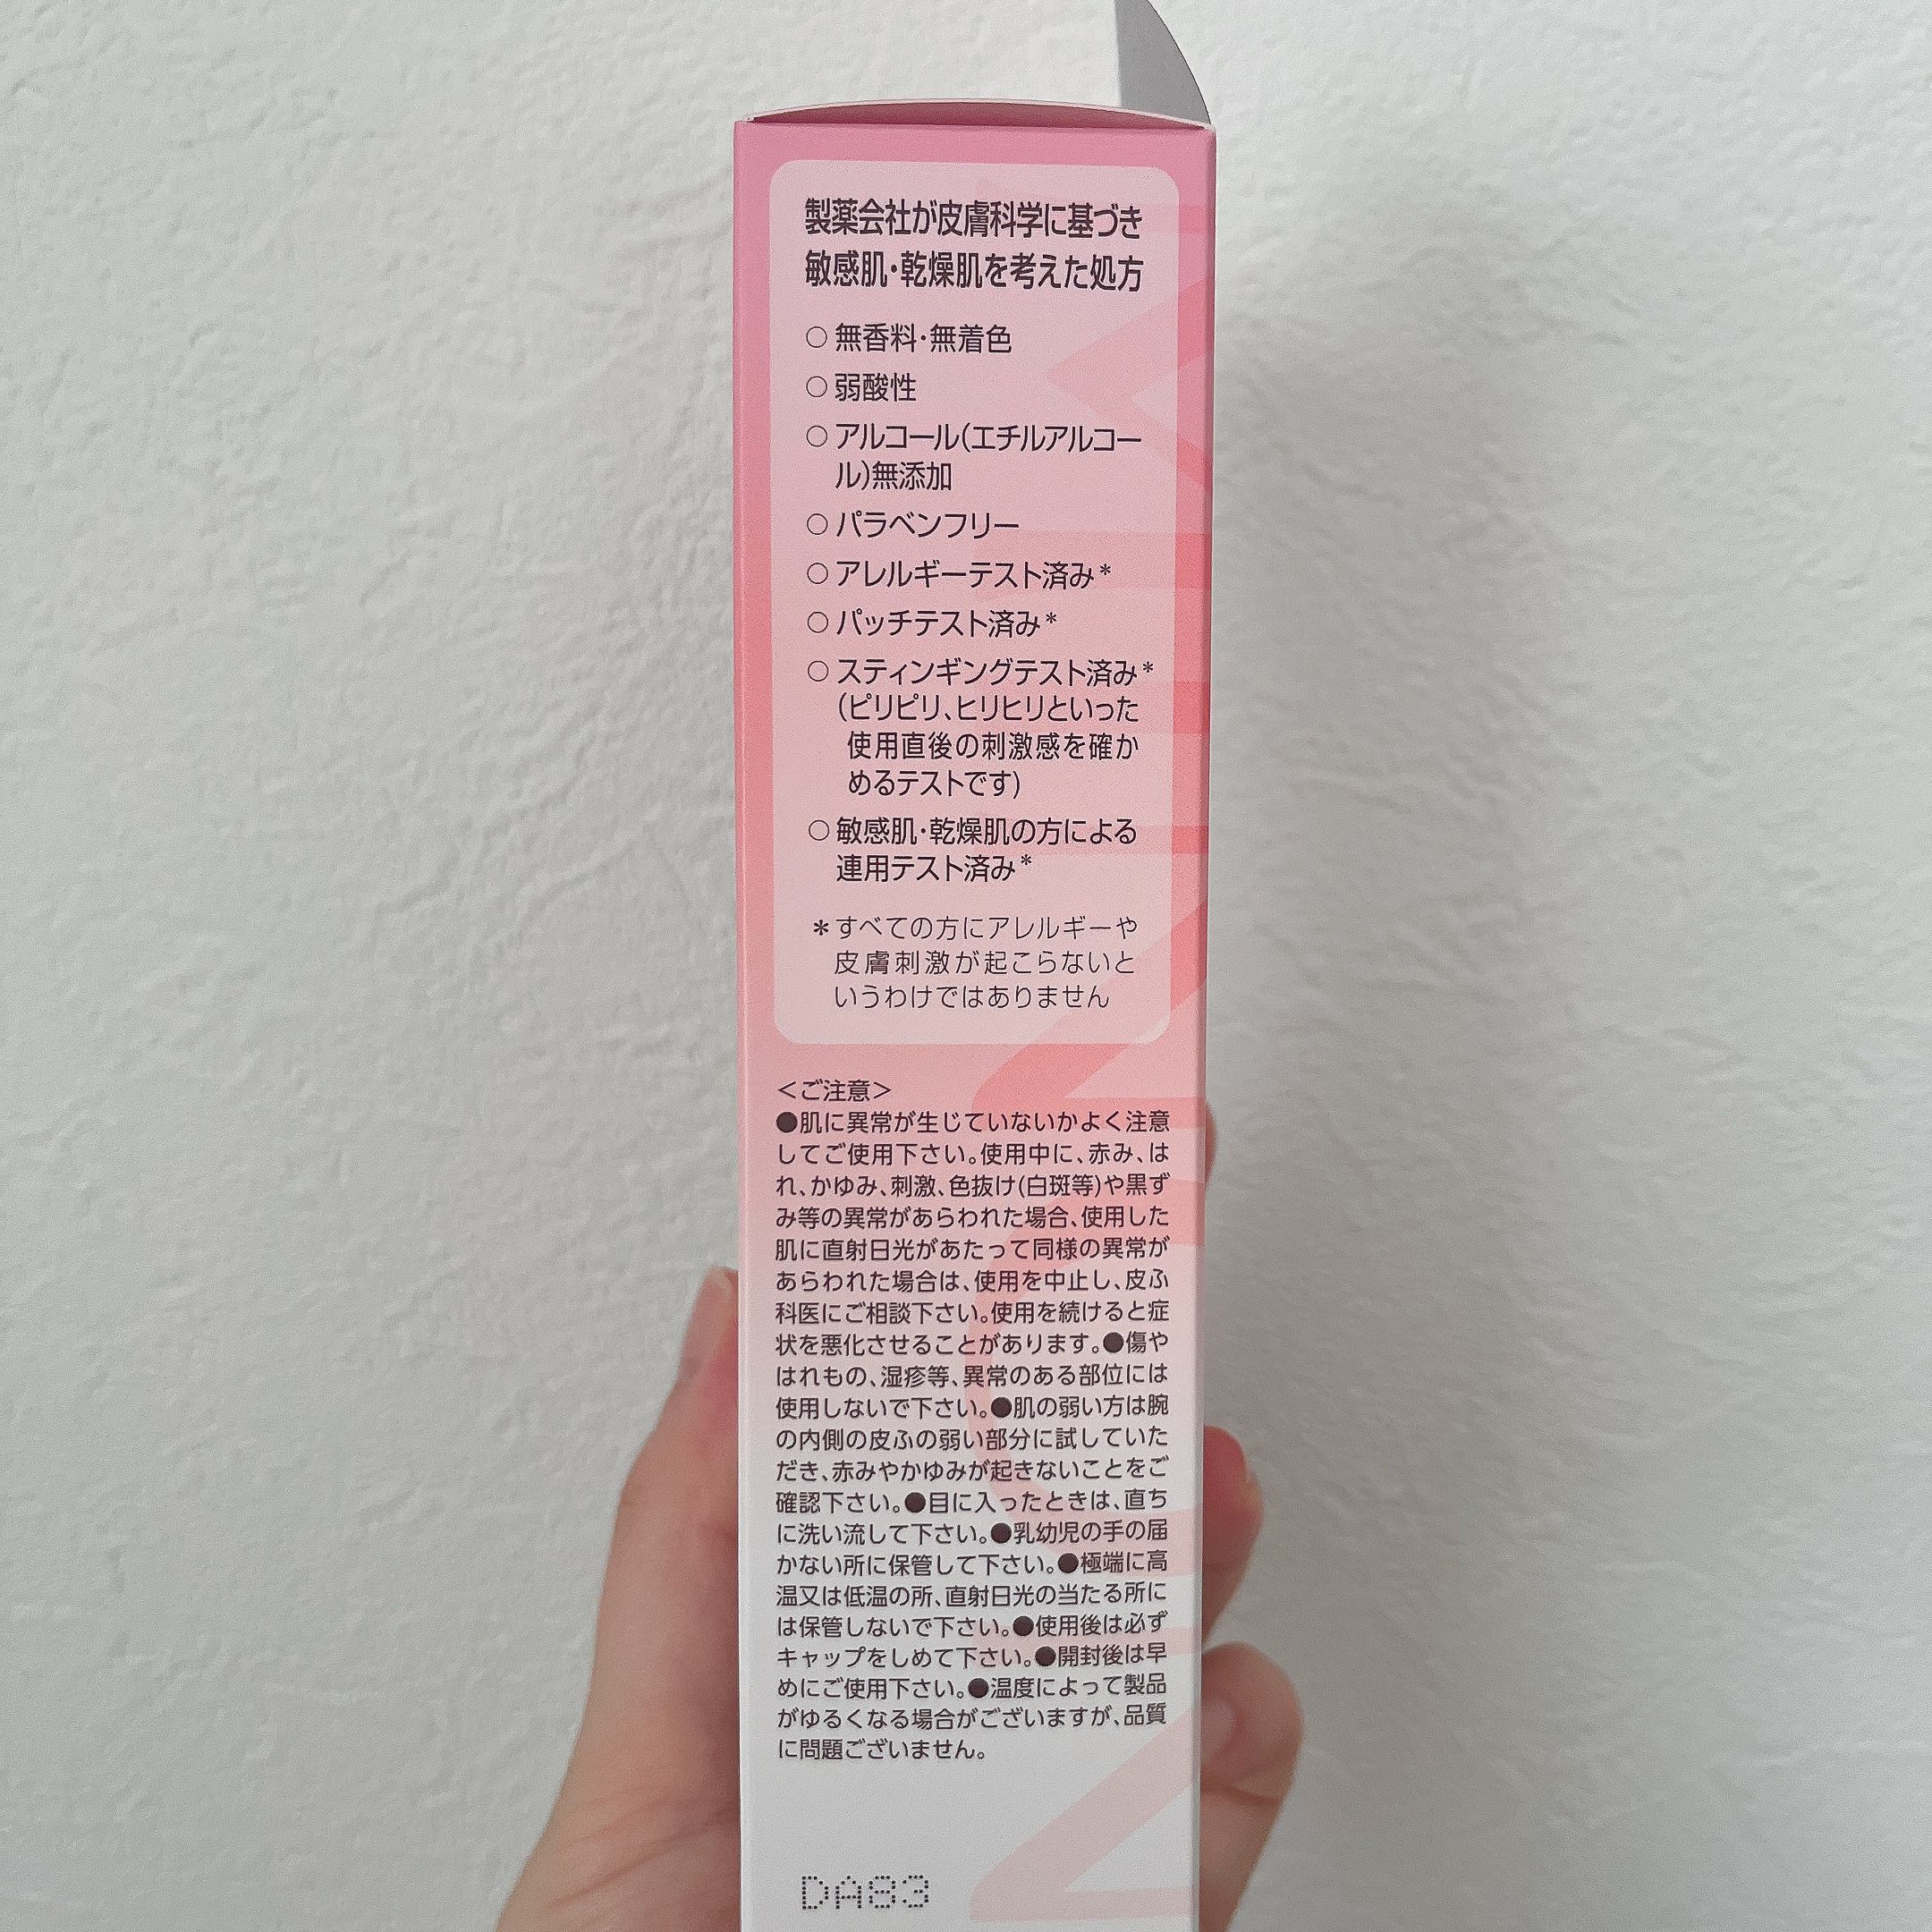 製薬会社が皮膚科学に基づき
敏感肌・乾燥肌を考えた処方
○無香料・無着色
○弱酸性
○アルコール(エチルアルコー
ル)無添加
○パラベンフリー
○アレルギーテスト済み*
○パッチテスト済み*
○スティンギングテスト済み*
(ピリピリ、ヒリヒリといった
使用直後の刺激感を確か
めるテストです)
○敏感肌・乾燥肌の方による
連用テスト済み*
*すべての方にアレルギーや
皮膚刺激が起こらないと
いうわけではありません
<ご注意>
●肌に異常が生じていないかよく注意
してご使用下さい。使用中に、赤み、は
れ、かゆみ、刺激、色抜け(白斑等)や黒ず
み等の異常があらわれた場合、使用した
肌に直射日光があたって同様の異常が
あらわれた場合は、使用を中止し、皮ふ
科医にご相談下さい。使用を続けると症
状を悪化させることがあります。●傷や
はれもの、湿疹等、異常のある部位には
使用しないで下さい。●肌の弱い方は腕
の内側の皮ふの弱い部分に試していた
だき、赤みやかゆみが起きないことをご
確認下さい。●目に入ったときは、直ち
に洗い流して下さい。●乳幼児の手の届
かない所に保管して下さい。●極端に高
温又は低温の所、直射日光の当たる所に
は保管しないで下さい。●使用後は必ず
キャップをしめて下さい。●開封後は早
めにご使用下さい。●温度によって製品
がゆるくなる場合がございますが、品質
に問題ございません。
DA83